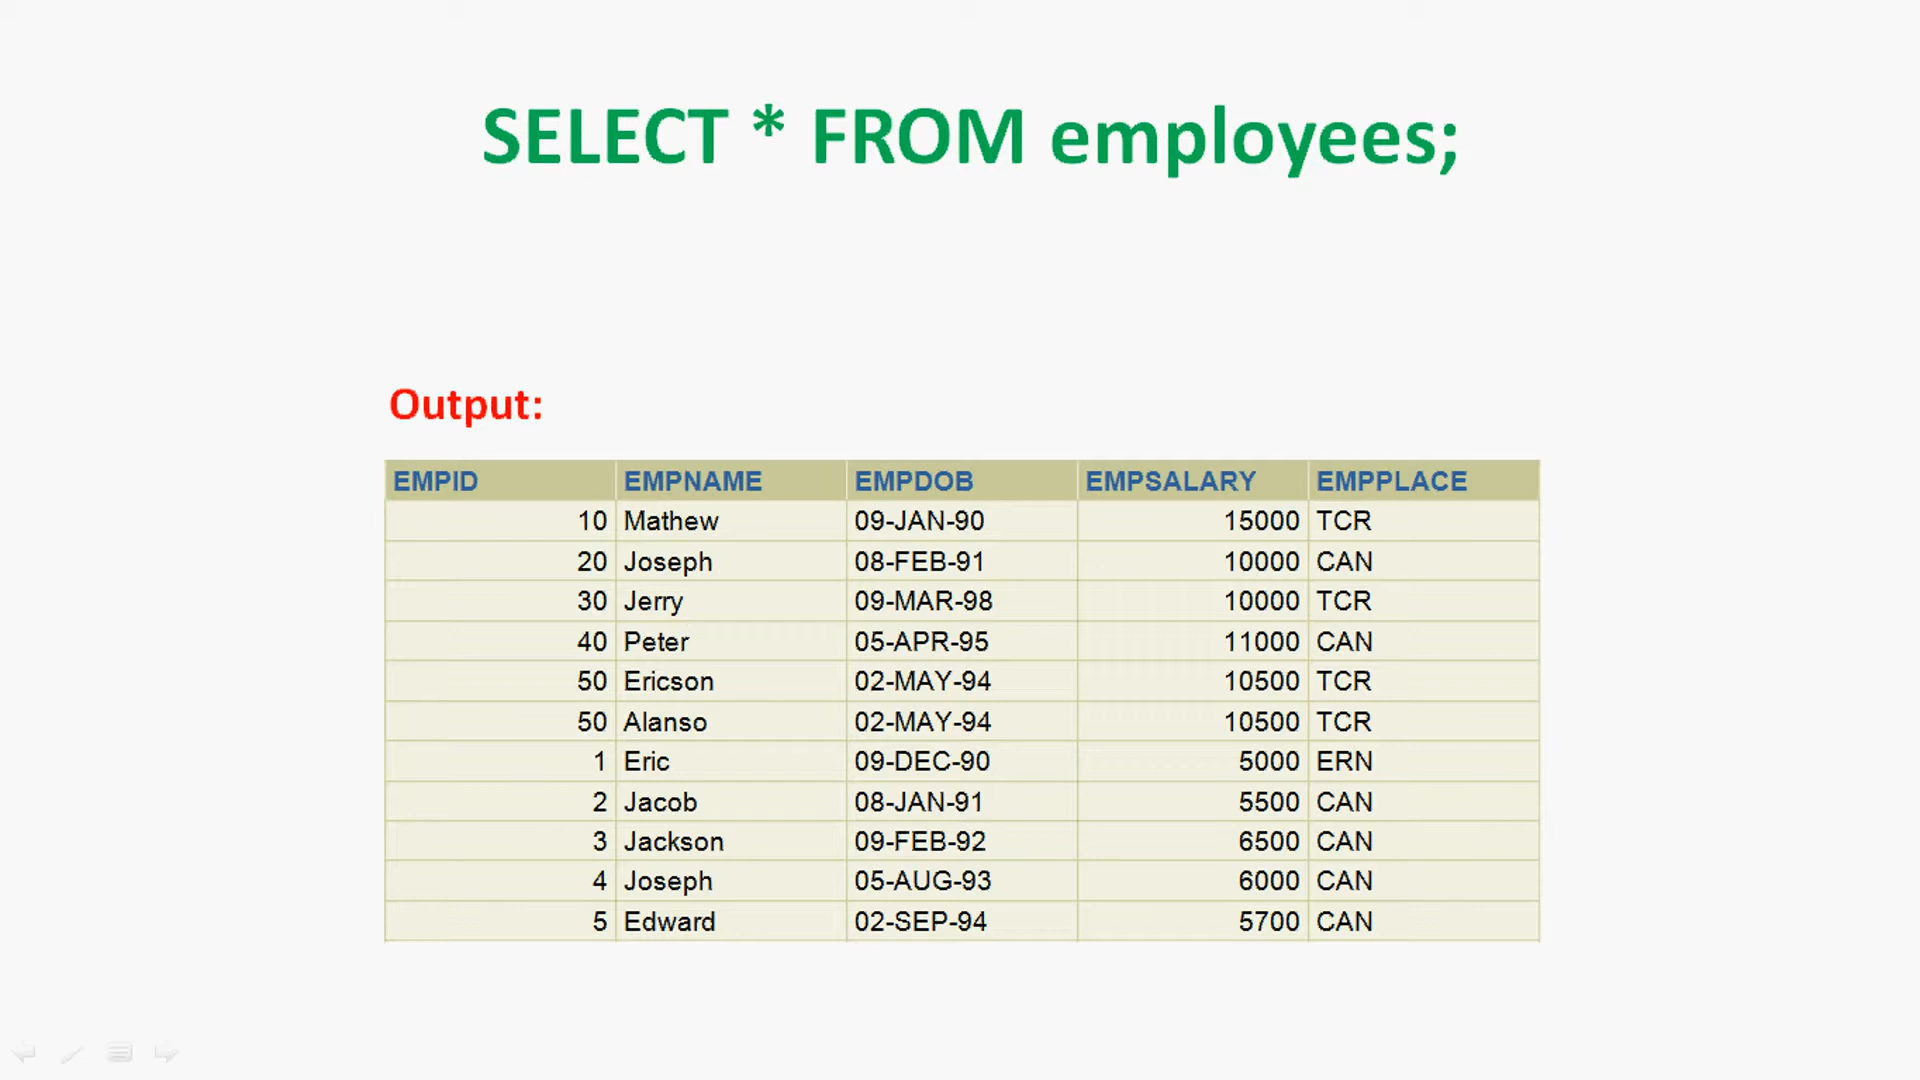 SELECT * FROM employees;
Output:
EMPID EMPNAME EMPDOB EMPSALARY EMPPLACE
10 Mathew 09-JAN-90 15000 TCR
20 Joseph 08-FEB-91 10000 CAN
30 Jerry 09-MAR-98 10000 TCR
40 Peter 05-APR-95 11000 CAN
50 Ericson 02-MAY-94 10500 TCR
50 Alanso 02-MAY-94 10500 TCR
1 Eric 09-DEC-90 5000 ERN
2 Jacob 08-JAN-91 5500 CAN
3 Jackson 09-FEB-92 6500 CAN
4 Joseph 05-AUG-93 6000 CAN
5 Edward 02-SEP-94 5700 CAN